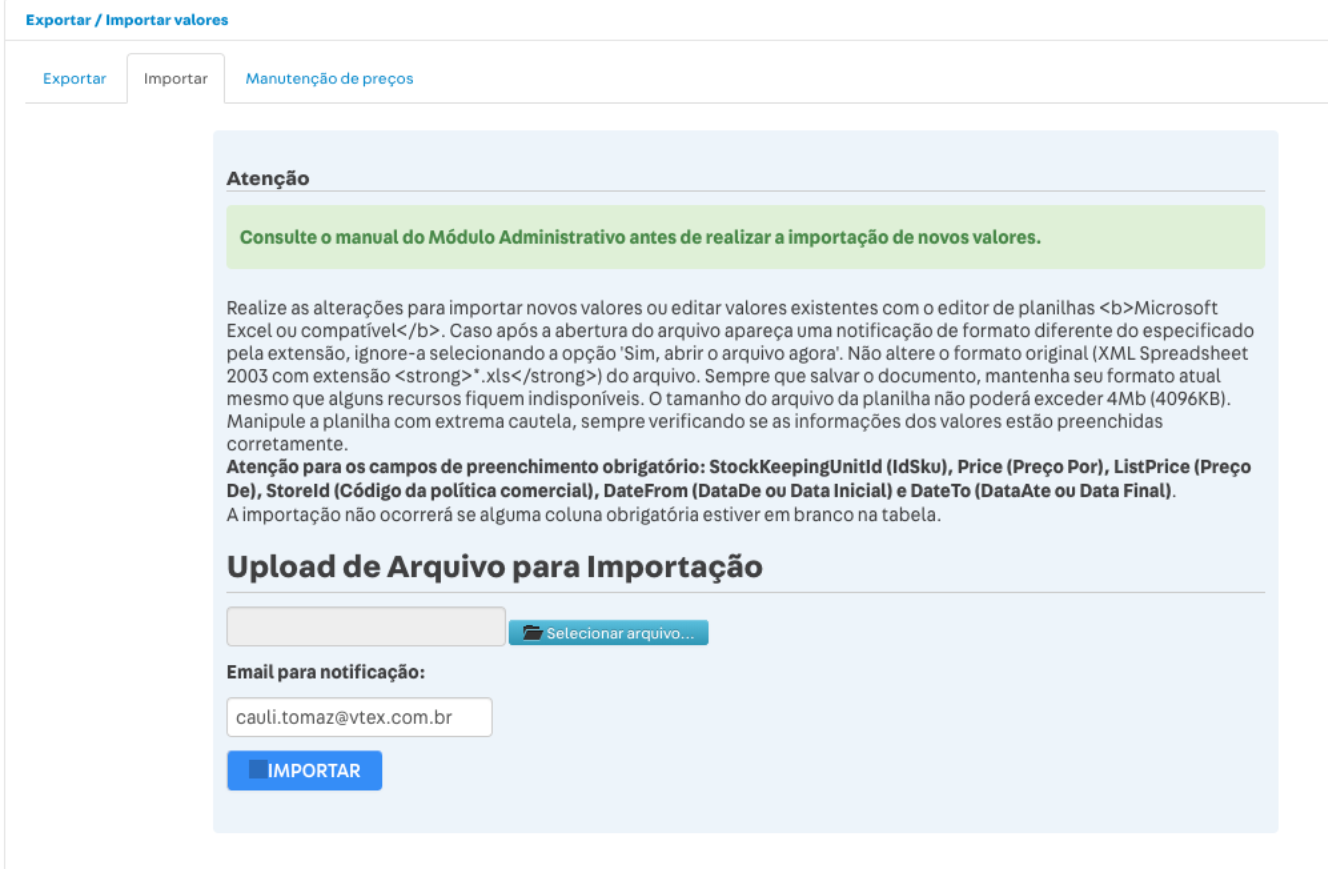 Exportar / Importar valores
Exportar
Importar
Manutenção de preços
Atenção
Consulte o manual do Módulo Administrativo antes de realizar a importação de novos valores.
Realize as alterações para importar novos valores ou editar valores existentes com o editor de planilhas <b>Microsoft
Excel ou compatível</b>. Caso após a abertura do arquivo apareça uma notificação de formato diferente do especificado
pela extensão, ignore-a selecionando a opção 'Sim, abrir o arquivo agora'. Não altere o formato original (XML Spreadsheet
2003 com extensão <strong>*.xls</strong>) do arquivo. Sempre que salvar o documento, mantenha seu formato atual
mesmo que alguns recursos fiquem indisponíveis. O tamanho do arquivo da planilha não poderá exceder 4Mb (4096KB).
Manipule a planilha com extrema cautela, sempre verificando se as informações dos valores estão preenchidas
corretamente.
Atenção para os campos de preenchimento obrigatório: StockKeepingUnitId (IdSku), Price (Preço Por), ListPrice (Preço
De), StoreId (Código da política comercial), DateFrom (DataDe ou Data Inicial) e DateTo (DataAte ou Data Final).
A importação não ocorrerá se alguma coluna obrigatória estiver em branco na tabela.
Upload de Arquivo para Importação
Selecionar arquivo...
Email para notificação:
cauli.tomaz@vtex.com.br
IMPORTAR